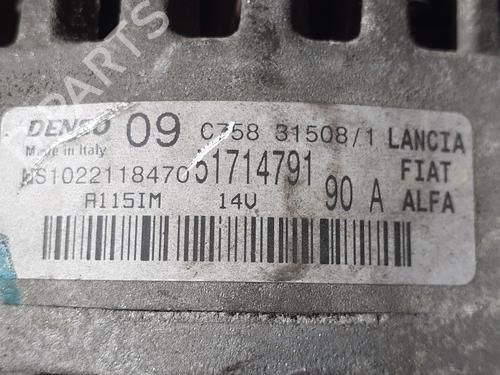 PARTS
DENSO 09 C758 31508/1 LANCIA
Made in Italy FIAT
MS1022118470 51714791 90 A ALFA
A115IM 14V